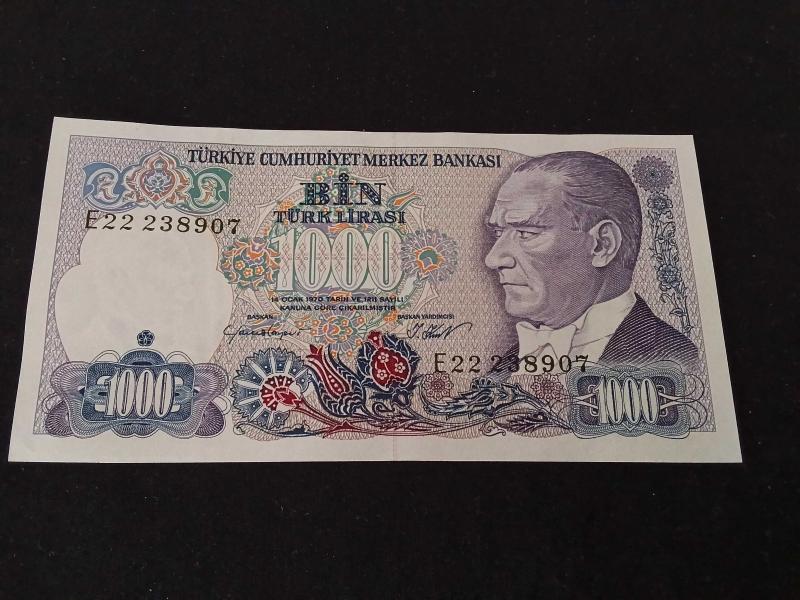 TÜRKİYE CUMHURİYET MERKEZ BANKASI
BİN
TÜRK LİRASI
E22 238907
1000
14 OCAK 1970 TARİH VE 1211 SAYILI
KANUNA GÖRE ÇIKARILMIŞTIR
BAŞKAN BAŞKAN YARDIMCISI
E22 238907
1000 1000